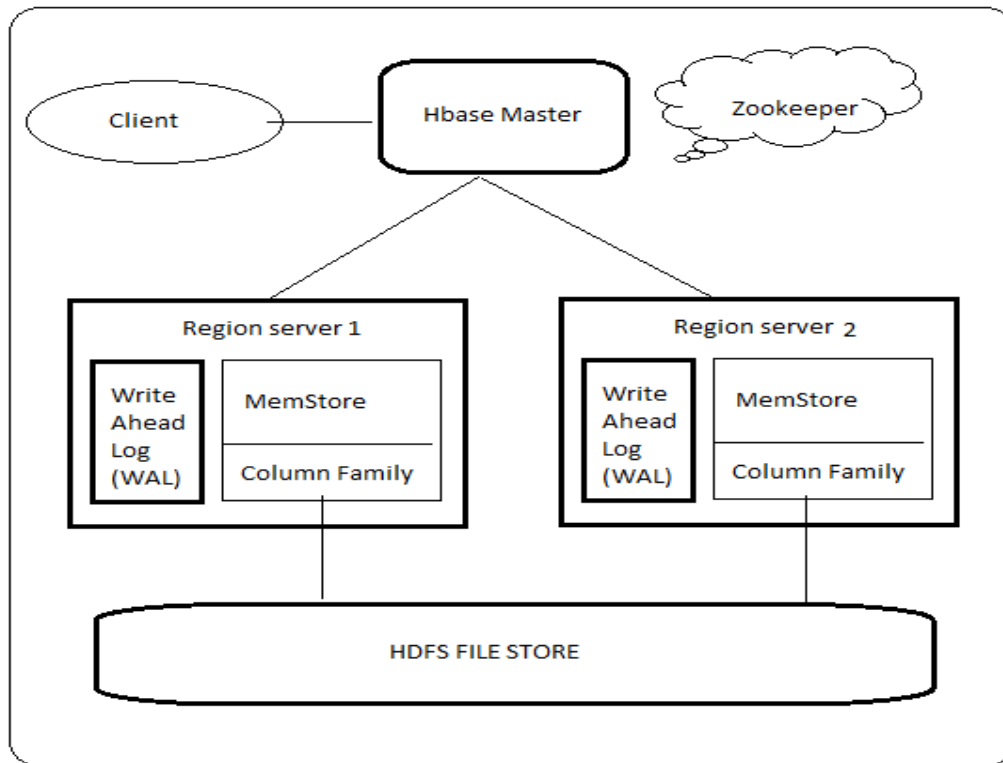 Client
Hbase Master
Zookeeper
Region server 1
Write
Ahead
Log
(WAL)
MemStore
Column Family
Region server 2
Write
Ahead
Log
(WAL)
MemStore
Column Family
HDFS FILE STORE